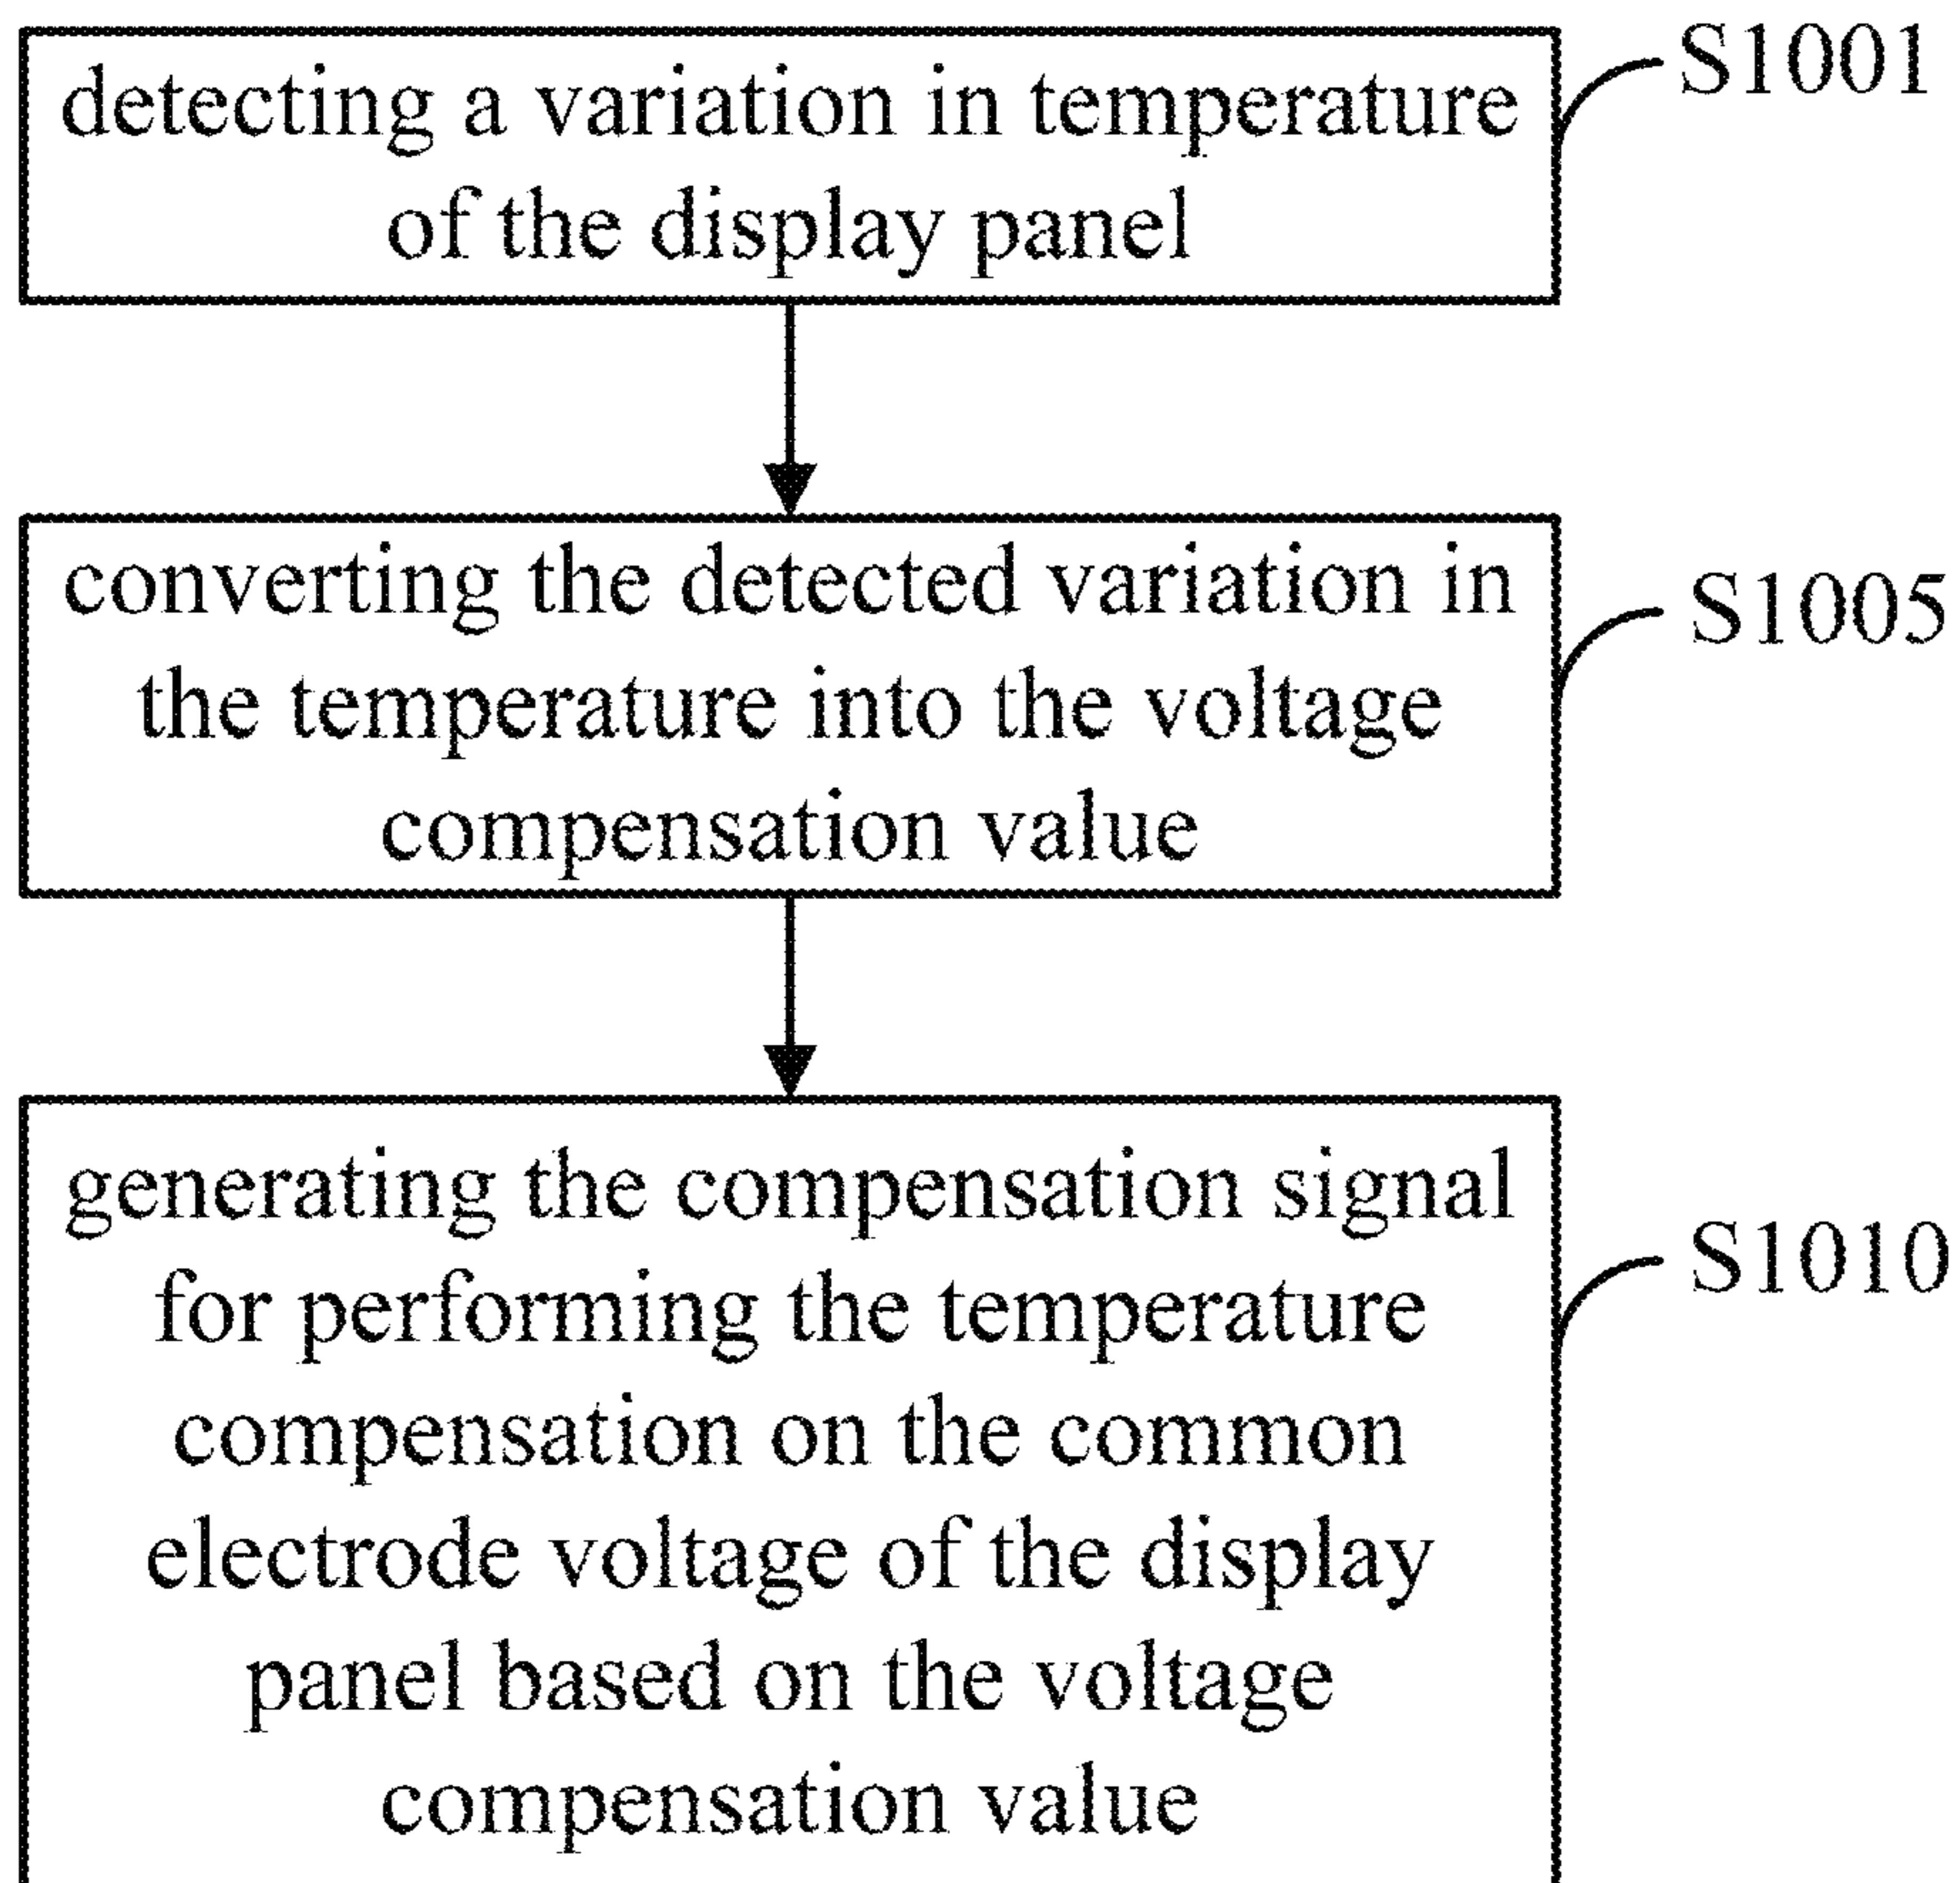 detecting a variation in temperature
of the display panel
S1001
converting the detected variation in
the temperature into the voltage
compensation value
S1005
generating the compensation signal
for performing the temperature
compensation on the common
electrode voltage of the display
panel based on the voltage
compensation value
S1010